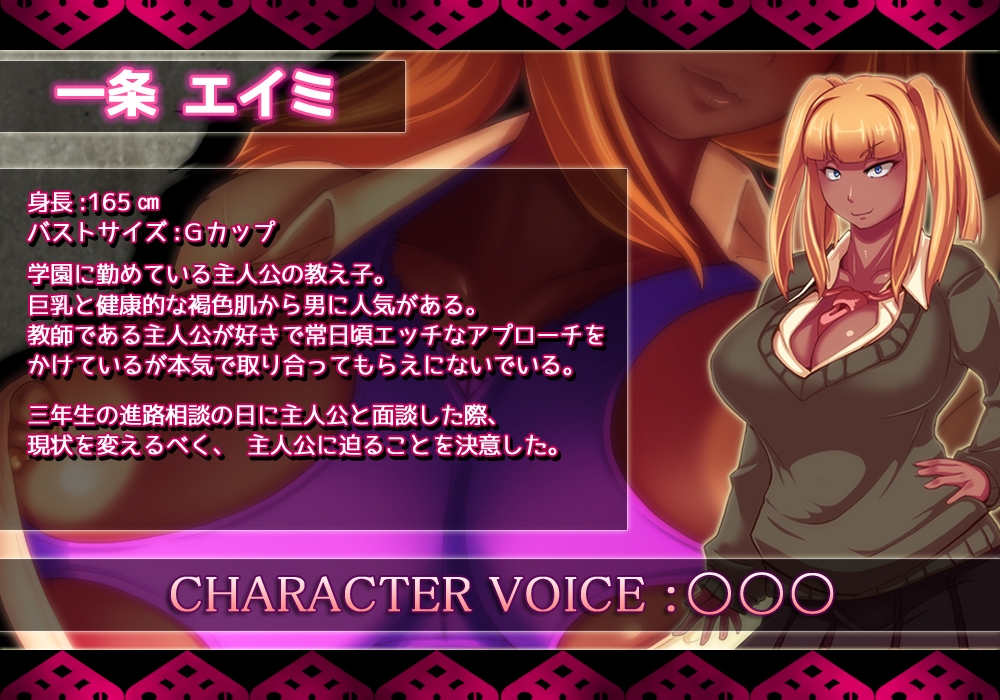 一条 エイミ
身長:165㎝
バストサイズ:Gカップ
学園に勤めている主人公の教え子。
巨乳と健康的な褐色肌から男に人気がある。
教師である主人公が好きで常日頃エッチなアプローチを
かけているが本気で取り合ってもらえにないでいる。
三年生の進路相談の日に主人公と面談した際、
現状を変えるべく、 主人公に迫ることを決意した。
CHARACTER VOICE :〇〇〇